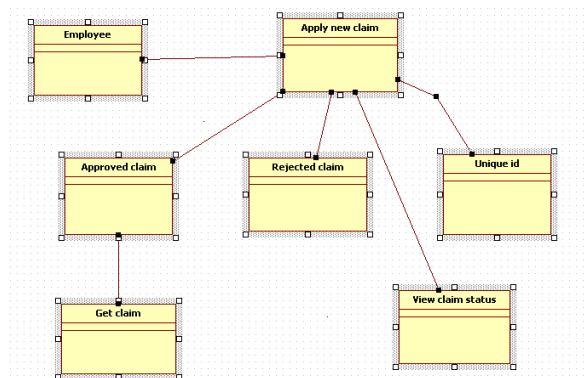 Employee
Apply new claim
Approved claim
Rejected claim
Unique id
Get claim
View claim status